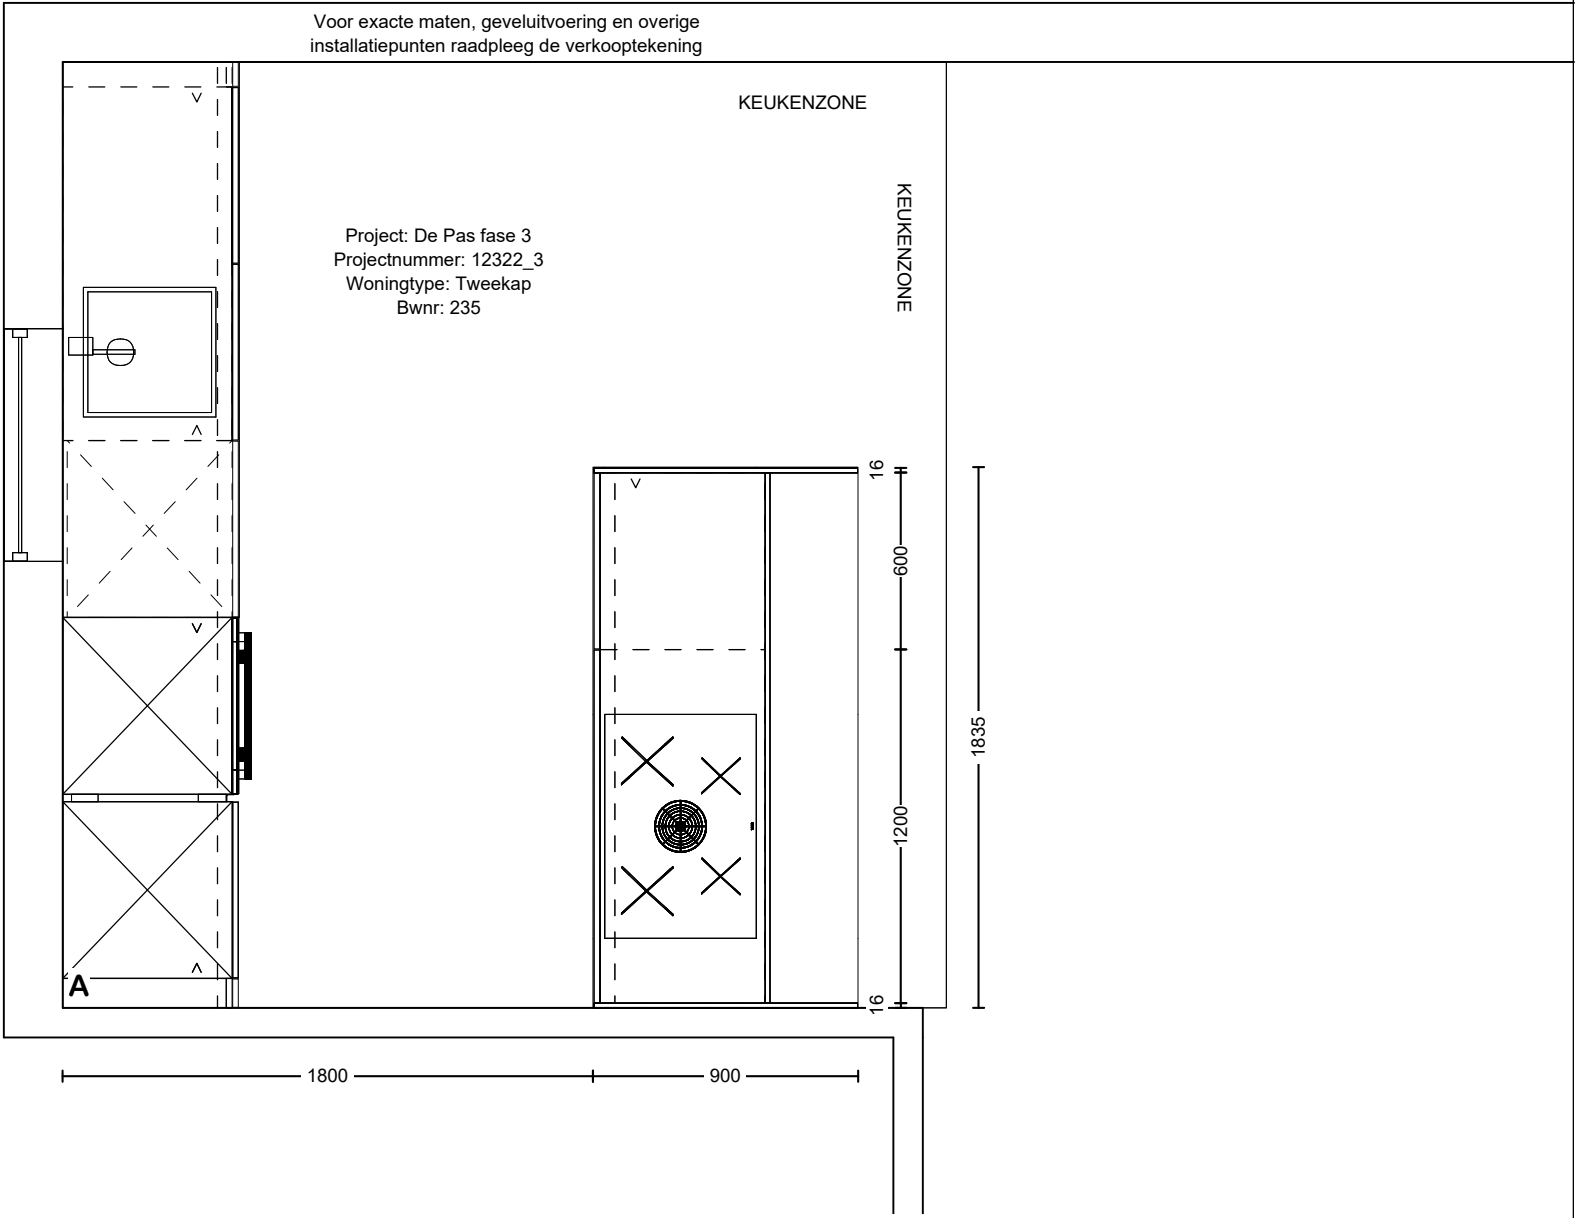 Voor exacte maten, geveluitvoering en overige
installatiepunten raadpleeg de verkooptekening
KEUKENZONE
KEUKENZONE
Project: De Pas fase 3
Projectnummer: 12322_3
Woningtype: Tweekap
Bwnr: 235
16
600
1835
1200
A
16
1800
900